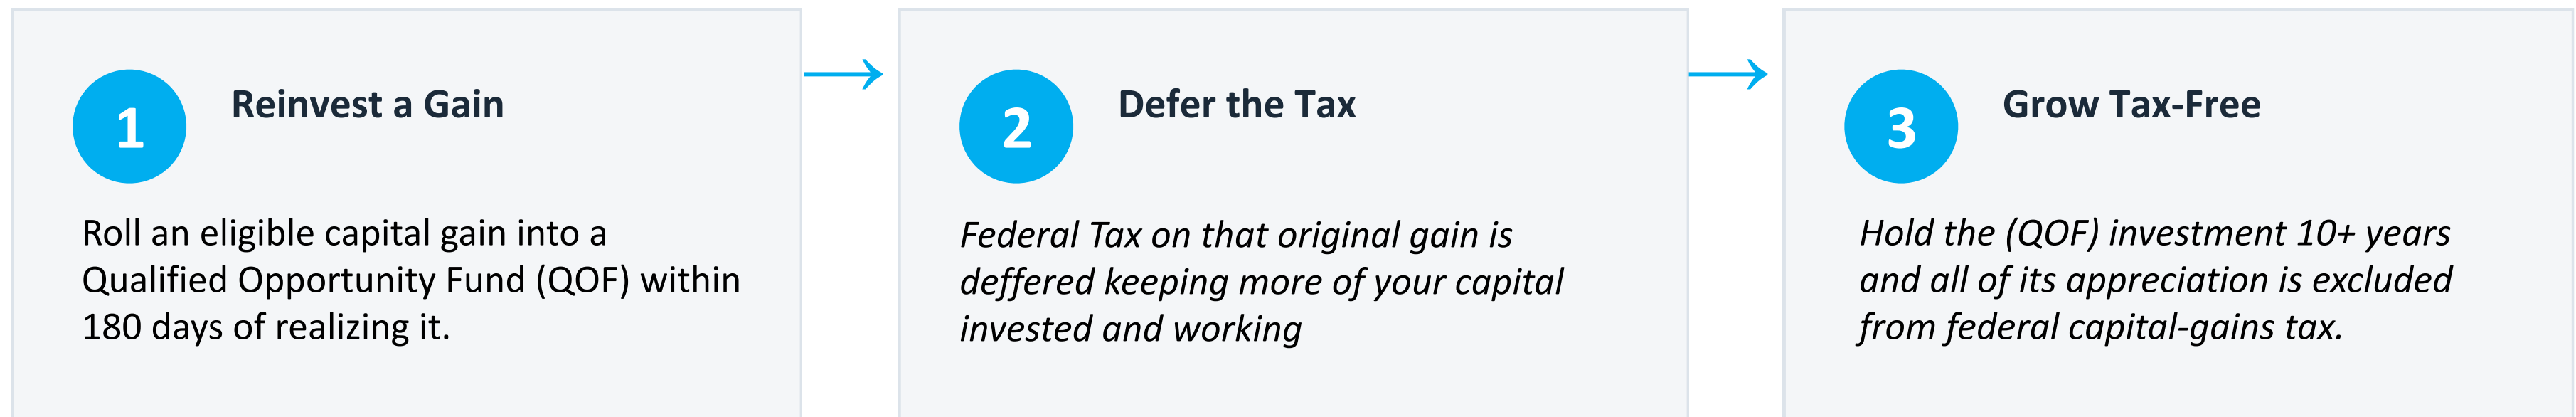 1
Reinvest a Gain
Roll an eligible capital gain into a
Qualified Opportunity Fund (QOF) within
180 days of realizing it.
2
Defer the Tax
Federal Tax on that original gain is
deffered keeping more of your capital
invested and working
3
Grow Tax-Free
Hold the (QOF) investment 10+ years
and all of its appreciation is excluded
from federal capital-gains tax.